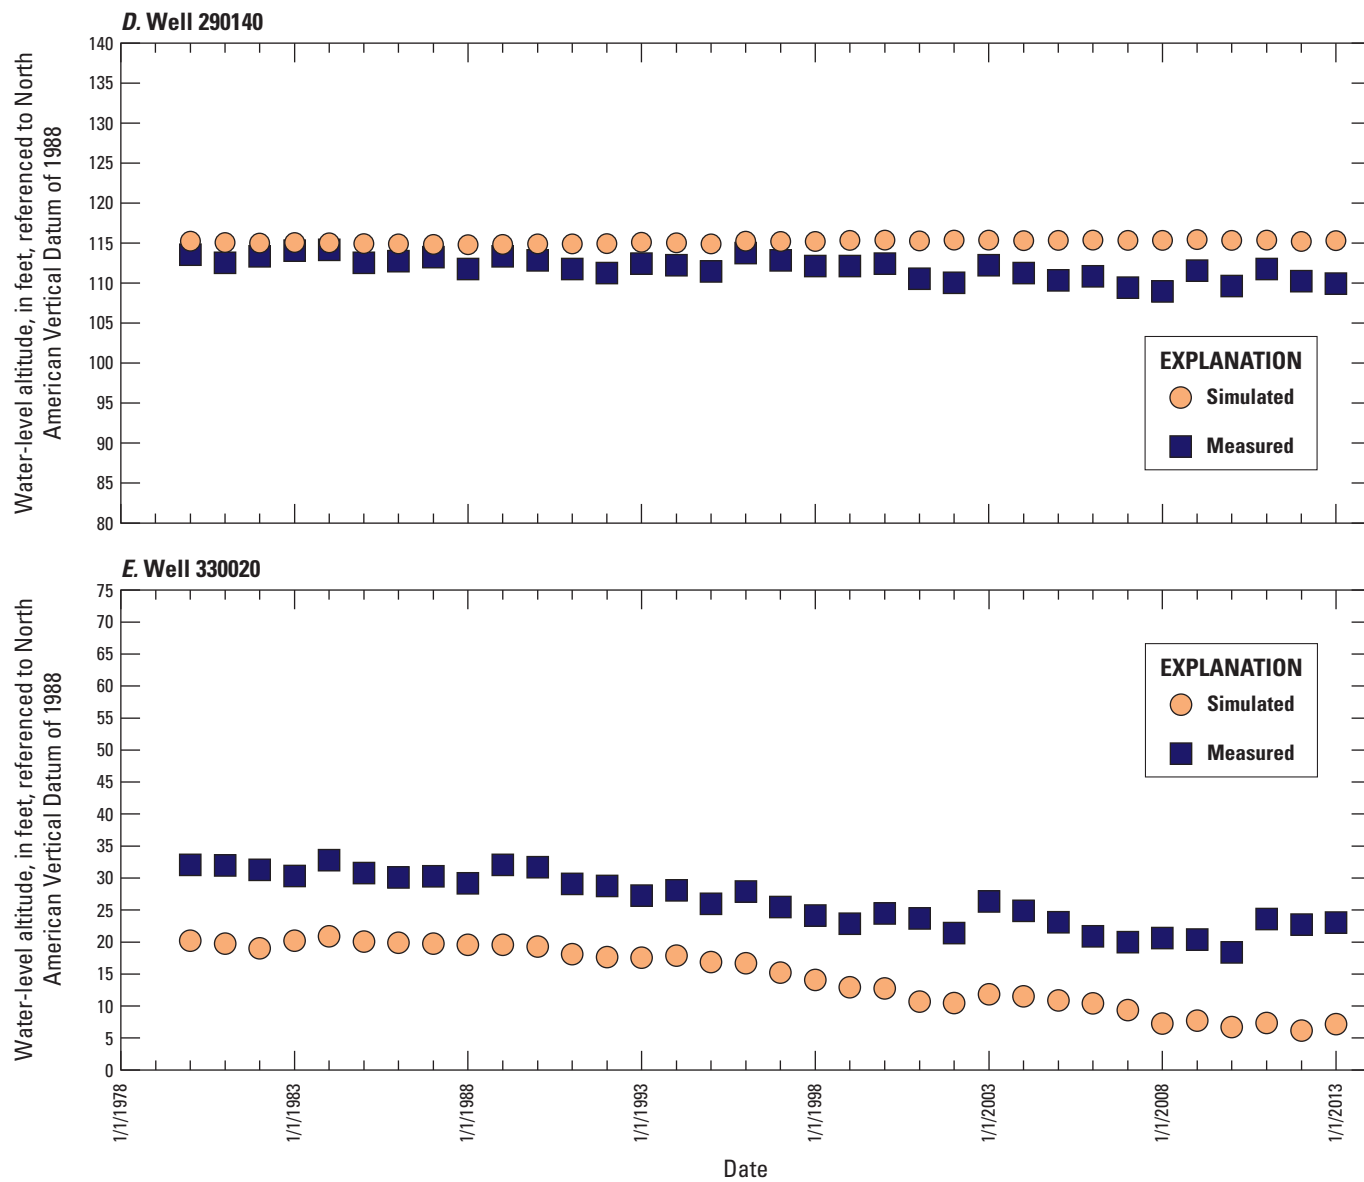 D. Well 290140
Water-level altitude, in feet, referenced to North
American Vertical Datum of 1988
140
135
130
125
120
115
110
105
100
95
90
85
80
EXPLANATION
Simulated
Measured
E. Well 330020
Water-level altitude, in feet, referenced to North
American Vertical Datum of 1988
75
70
65
60
55
50
45
40
35
30
25
20
15
10
5
0
EXPLANATION
Simulated
Measured
1/1/1978
1/1/1983
1/1/1988
1/1/1993
1/1/1998
1/1/2003
1/1/2008
1/1/2013
Date